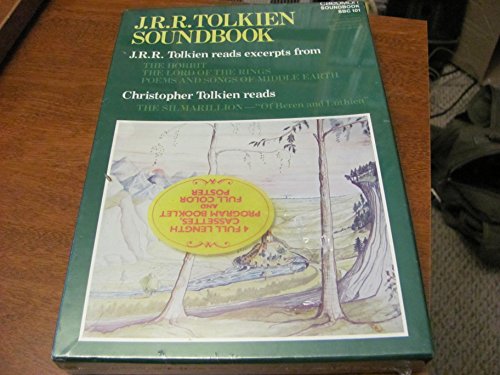 CAEDMON
SOUNDBOOK
SBC 101
J.R.R. TOLKIEN
SOUNDBOOK
J.R.R. Tolkien reads excerpts from
THE HOBBIT
THE LORD OF THE RINGS
POEMS AND SONGS OF MIDDLE EARTH
Christopher Tolkien reads
THE SILMARILLION—"Of Beren and Luthien"
4 FULL LENGTH
CASSETTES,
PROGRAM BOOKLET
AND
FULL COLOR
POSTER